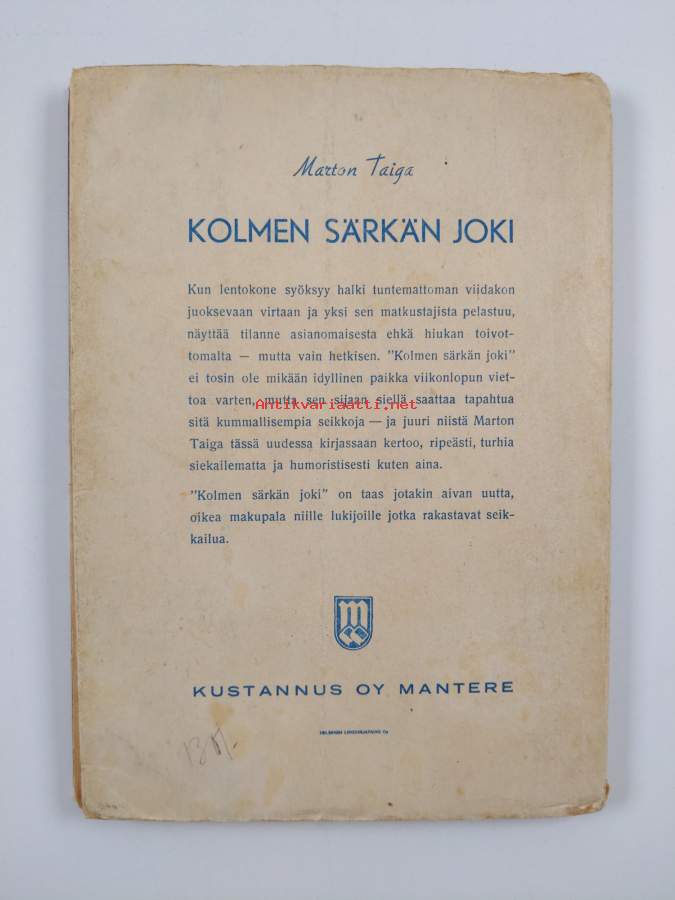 Marton Taiga
KOLMEN SÄRKÄN JOKI
Kun lentokone syöksyy halki tuntemattoman viidakon
juoksevaan virtaan ja yksi sen matkustajista pelastuu,
näyttää tilanne asianomaisesta ehkä hiukan toivot-
tomalta — mutta vain hetkisen. ”Kolmen särkän joki”
ei tosin ole mikään idyllinen paikka viikonlopun viet-
toa varten, mutta sen sijaan siellä saattaa tapahtua
Antikvariaatti.net
sitä kummallisempia seikkoja — ja juuri niistä Marton
Taiga tässä uudessa kirjassaan kertoo, ripeästi, turhia
siekailematta ja humoristisesti kuten aina.
”Kolmen särkän joki” on taas jotakin aivan uutta,
oikea makupala niille lukijoille jotka rakastavat seik-
kailua.
KUSTANNUS OY MANTERE